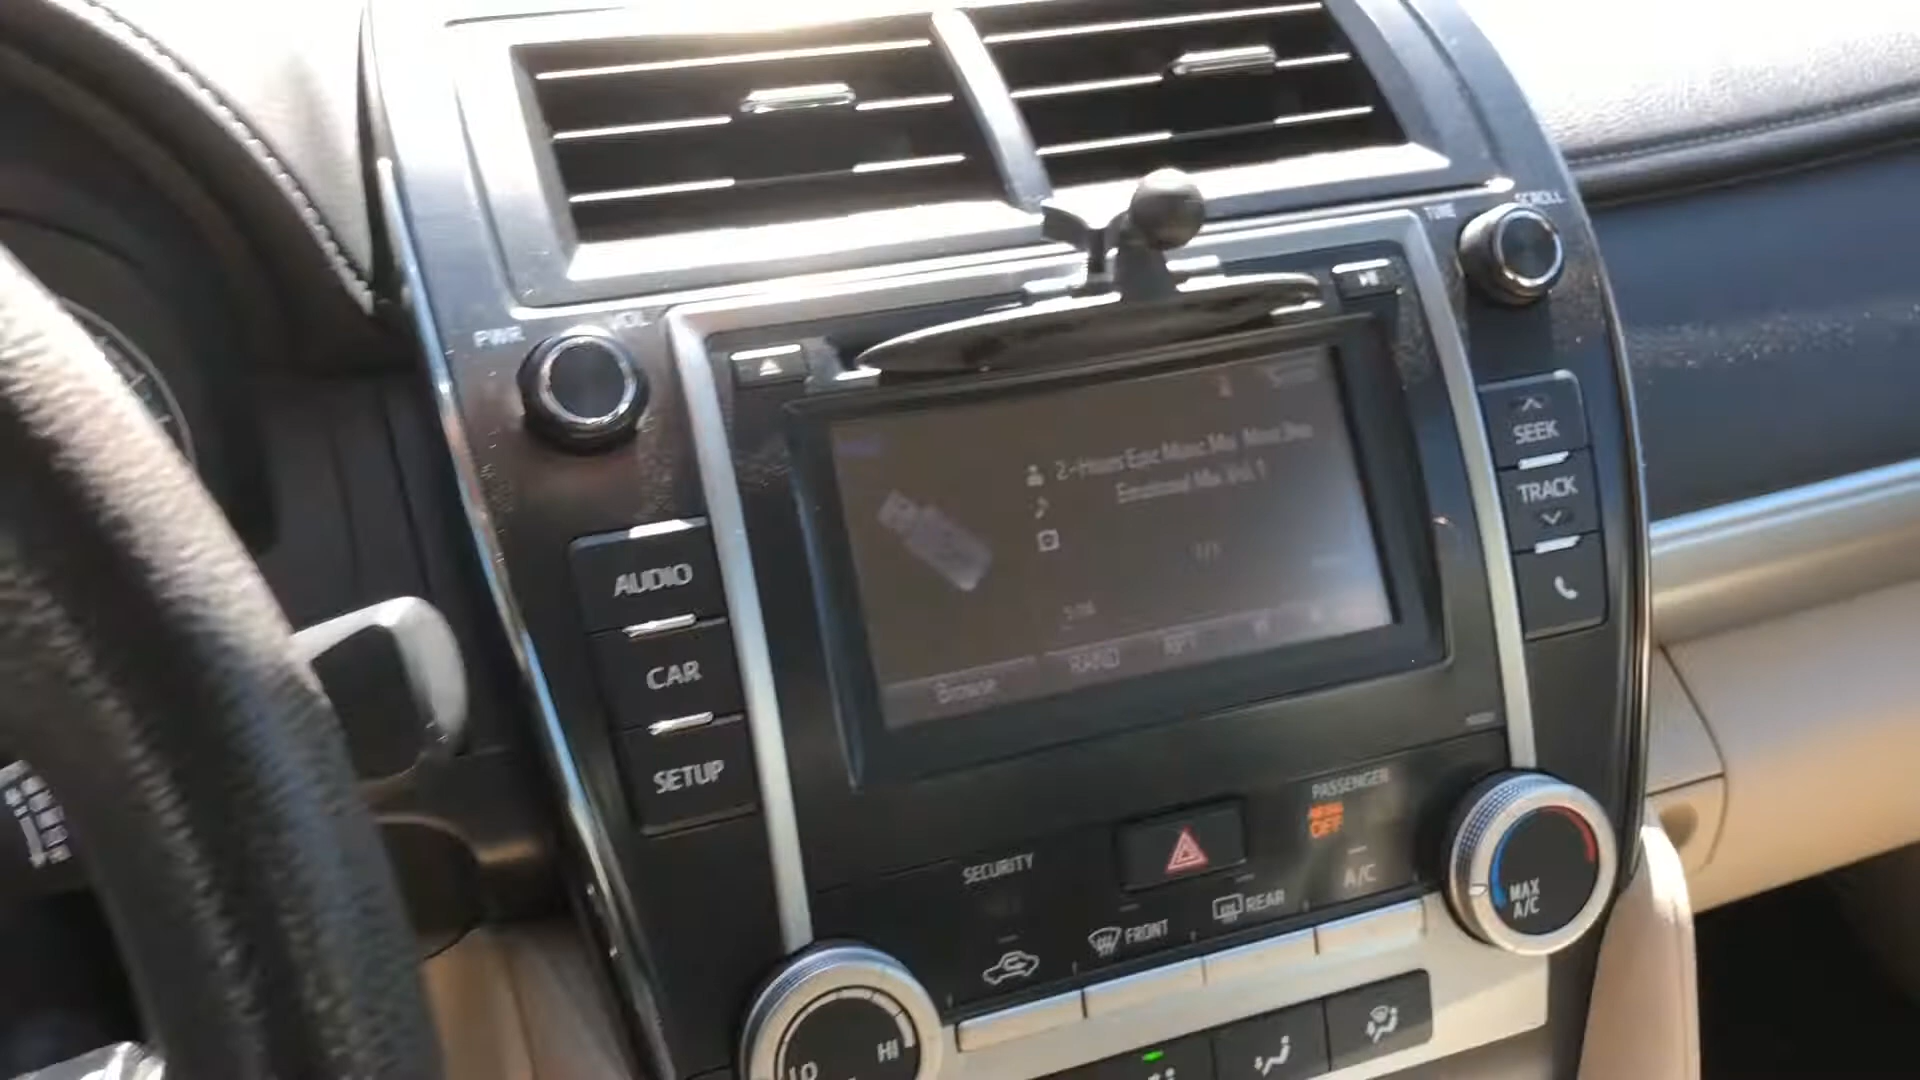 TUNE
SCROLL
PWR
VOL
SEEK
TRACK
2-Hours Epic Music Mix
Emotional Mix Vol. 1
AUDIO
CAR
SETUP
Browse
RAND
RPT
PASSENGER
OFF
SECURITY
A/C
REAR
FRONT
MAX
A/C
LO
HI